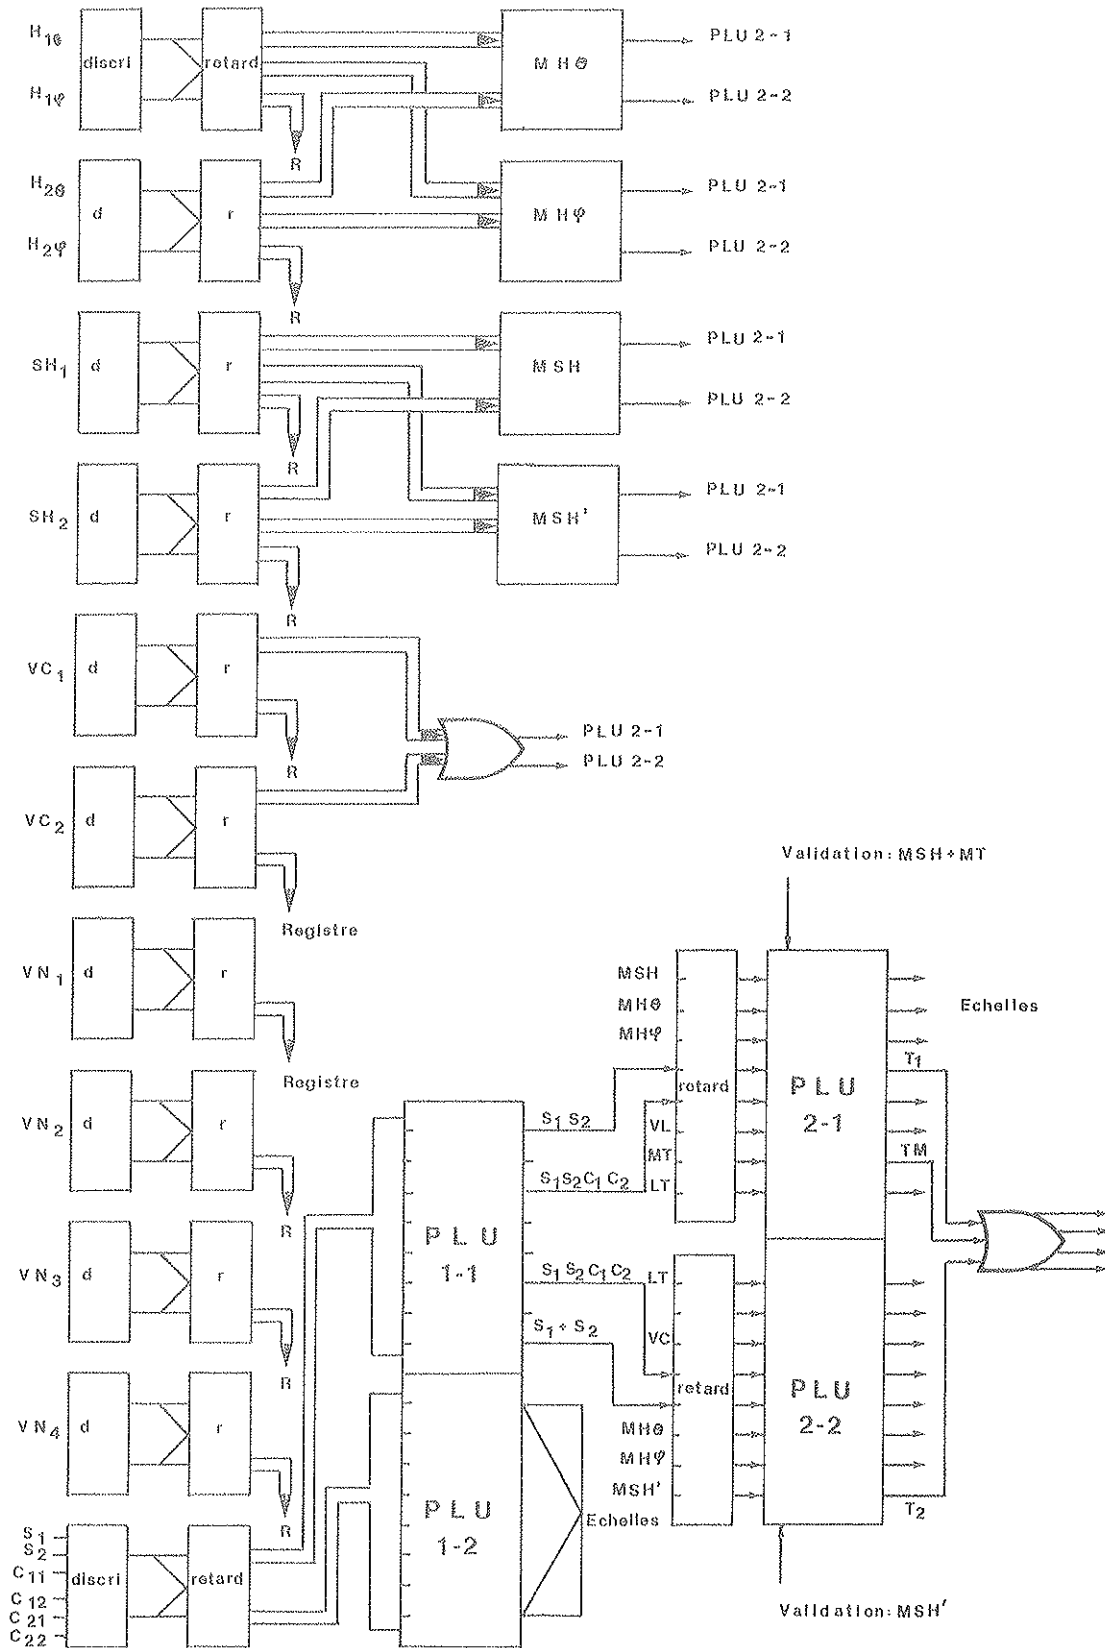 H1θ
discri
retard
H1φ
R
MHθ
PLU 2-1
PLU 2-2
H2θ
d
r
H2φ
R
MHφ
PLU 2-1
PLU 2-2
SH1
d
r
R
MSH
PLU 2-1
PLU 2-2
SH2
d
r
R
MSH'
PLU 2-1
PLU 2-2
VC1
d
r
R
PLU 2-1
PLU 2-2
VC2
d
r
Registre
VN1
d
r
Registre
VN2
d
r
R
VN3
d
r
R
VN4
d
r
R
S1
S2
C11
C12
C21
C22
discri
retard
PLU
1-1
PLU
1-2
S1 S2
S1S2C1C2
S1 S2 C1 C2
S1 + S2
Echelles
Validation: MSH+MT
MSH
MHθ
MHφ
retard
VL
MT
LT
PLU
2-1
Echelles
T1
TM
LT
VC
retard
MHθ
MHφ
MSH'
PLU
2-2
T2
Validation: MSH'